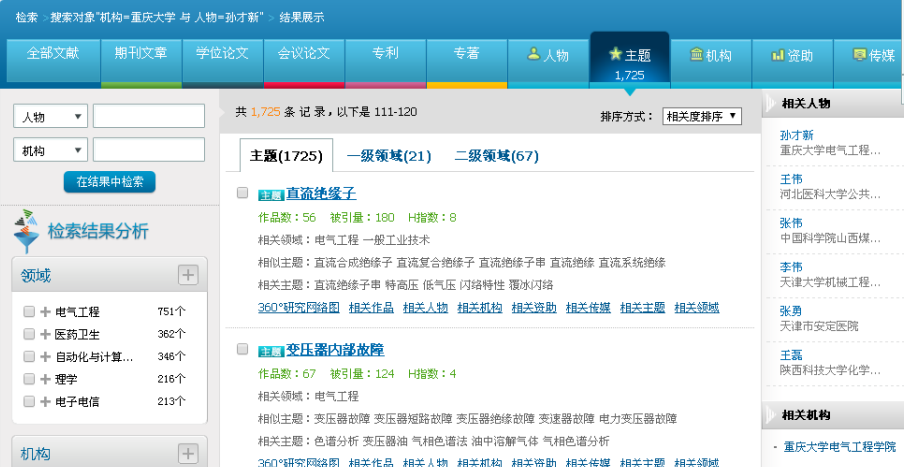 检索 >搜索对象"机构=重庆大学 与 人物=孙才新" > 结果展示
全部文献 期刊文章 学位论文 会议论文 专利 专著 人物 主题 机构 资助 传媒
1,725
人物
机构
在结果中检索
检索结果分析
领域
电气工程 751个
医药卫生 362个
自动化与计算... 346个
理学 216个
电子电信 213个
机构
共 1,725 条 记 录，以下是 111-120
排序方式： 相关度排序
主题(1725) 一级领域(21) 二级领域(67)
主题 直流绝缘子
作品数：56 被引量：180 H指数：8
相关领域：电气工程 一般工业技术
相似主题：直流合成绝缘子 直流复合绝缘子 直流绝缘子串 直流绝缘 直流系统绝缘
相关主题：直流绝缘子串 特高压 低气压 闪络特性 覆冰闪络
360°研究网络图 相关作品 相关人物 相关机构 相关资助 相关传媒 相关主题 相关领域
主题 变压器内部故障
作品数：67 被引量：124 H指数：4
相关领域：电气工程
相似主题：变压器故障 变压器短路故障 变压器绝缘故障 变速器故障 电力变压器故障
相关主题：色谱分析 变压器油 气相色谱法 油中溶解气体 气相色谱分析
360°研究网络图 相关作品 相关人物 相关机构 相关资助 相关传媒 相关主题 相关领域
相关人物
孙才新
重庆大学电气工程...
王伟
河北医科大学公共...
张伟
中国科学院山西煤...
李伟
天津大学机械工程...
张勇
天津市安定医院
王磊
陕西科技大学化学...
相关机构
· 重庆大学电气工程学院